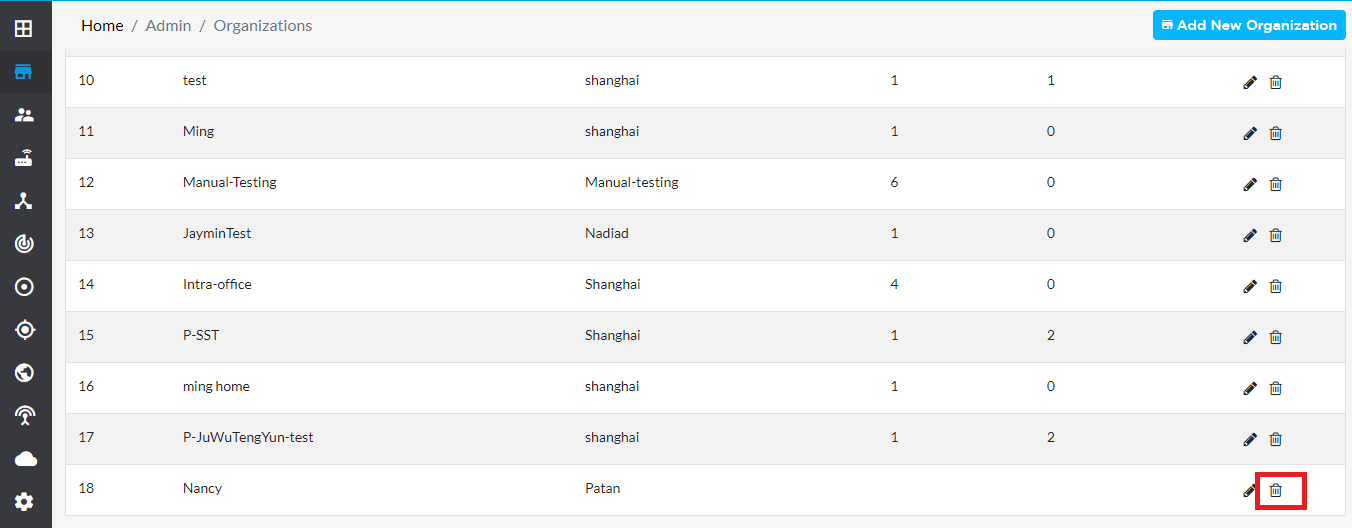 Home / Admin / Organizations
Add New Organization
10 test shanghai 1 1
11 Ming shanghai 1 0
12 Manual-Testing Manual-testing 6 0
13 JayminTest Nadiad 1 0
14 Intra-office Shanghai 4 0
15 P-SST Shanghai 1 2
16 ming home shanghai 1 0
17 P-JuWuTengYun-test shanghai 1 2
18 Nancy Patan